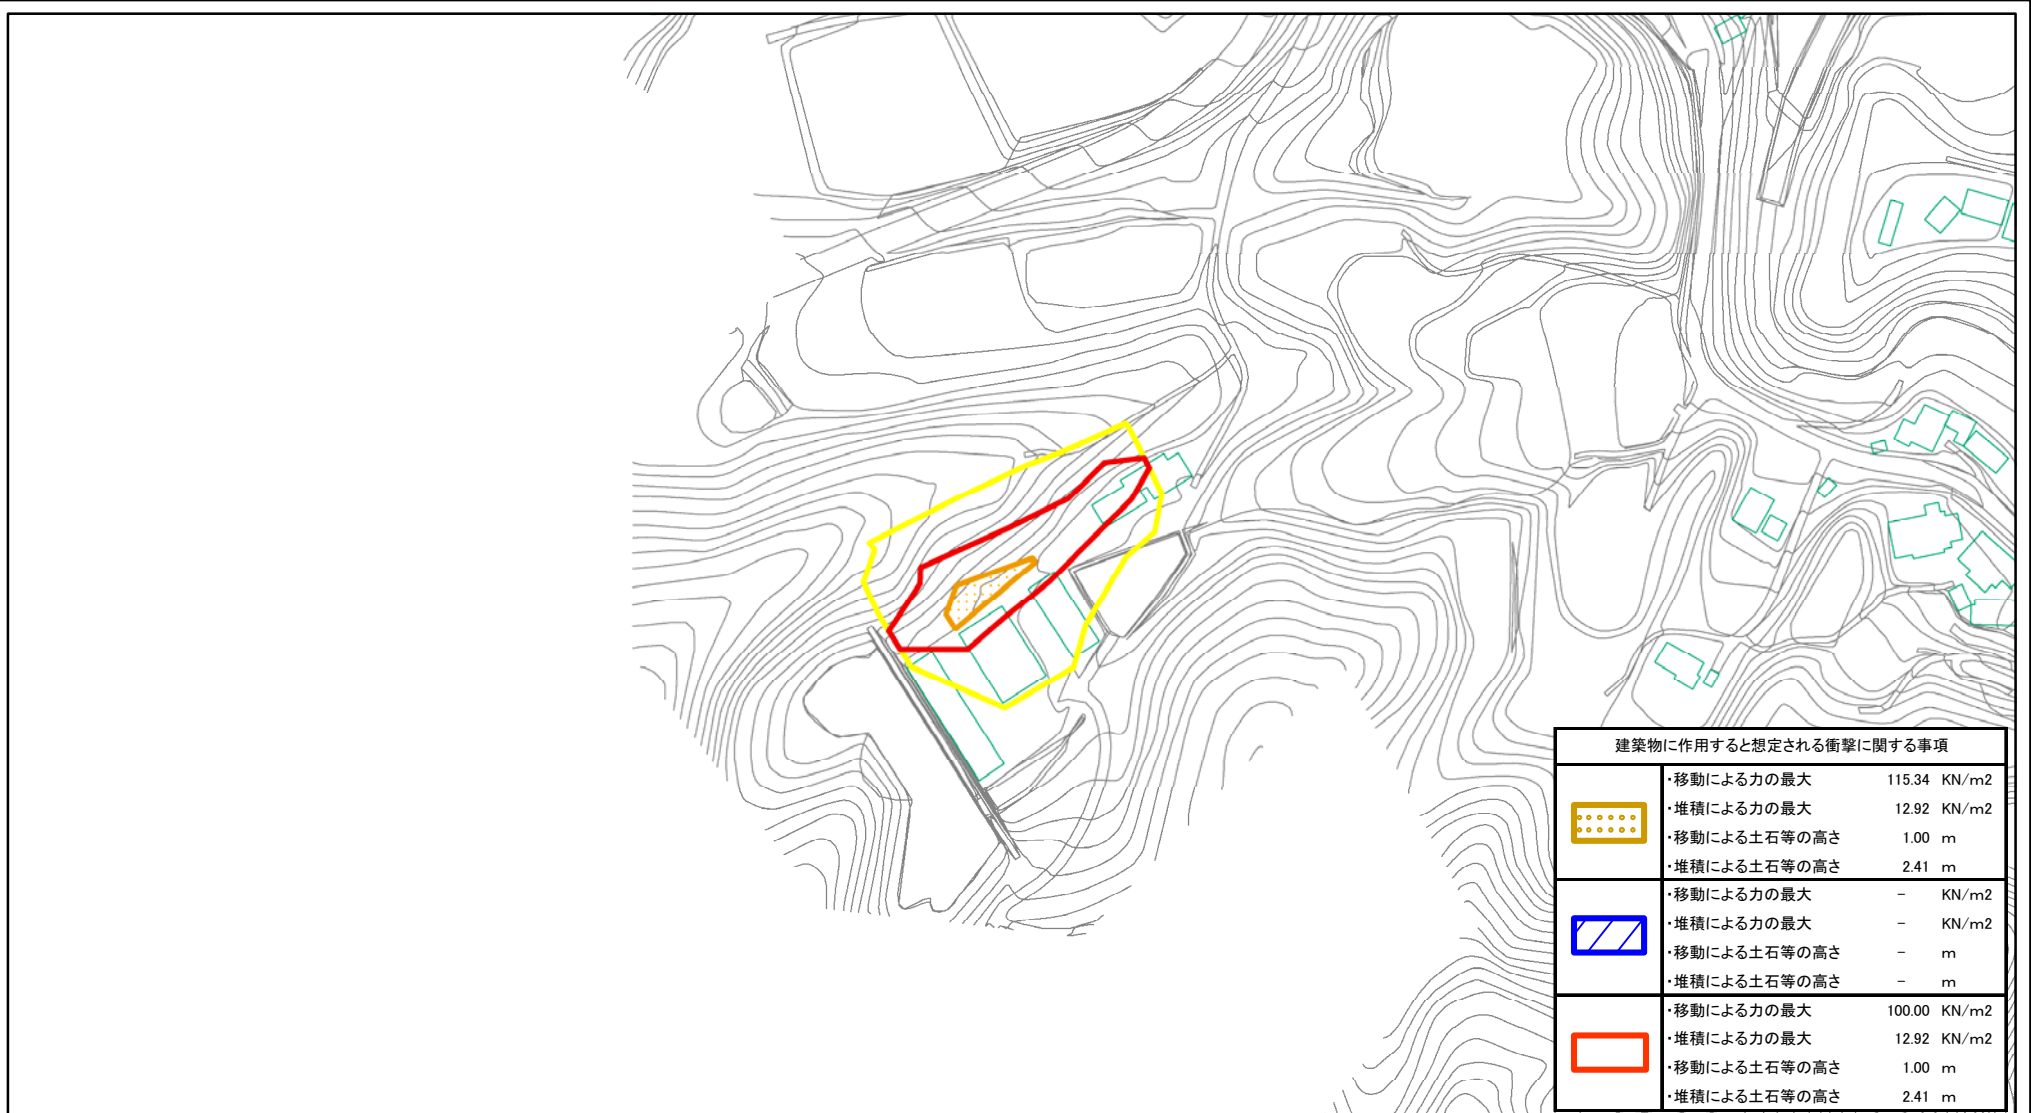 建築物に作用すると想定される衝撃に関する事項
・移動による力の最大 115.34 KN/m2
・堆積による力の最大 12.92 KN/m2
・移動による土石等の高さ 1.00 m
・堆積による土石等の高さ 2.41 m
・移動による力の最大 - KN/m2
・堆積による力の最大 - KN/m2
・移動による土石等の高さ - m
・堆積による土石等の高さ - m
・移動による力の最大 100.00 KN/m2
・堆積による力の最大 12.92 KN/m2
・移動による土石等の高さ 1.00 m
・堆積による土石等の高さ 2.41 m